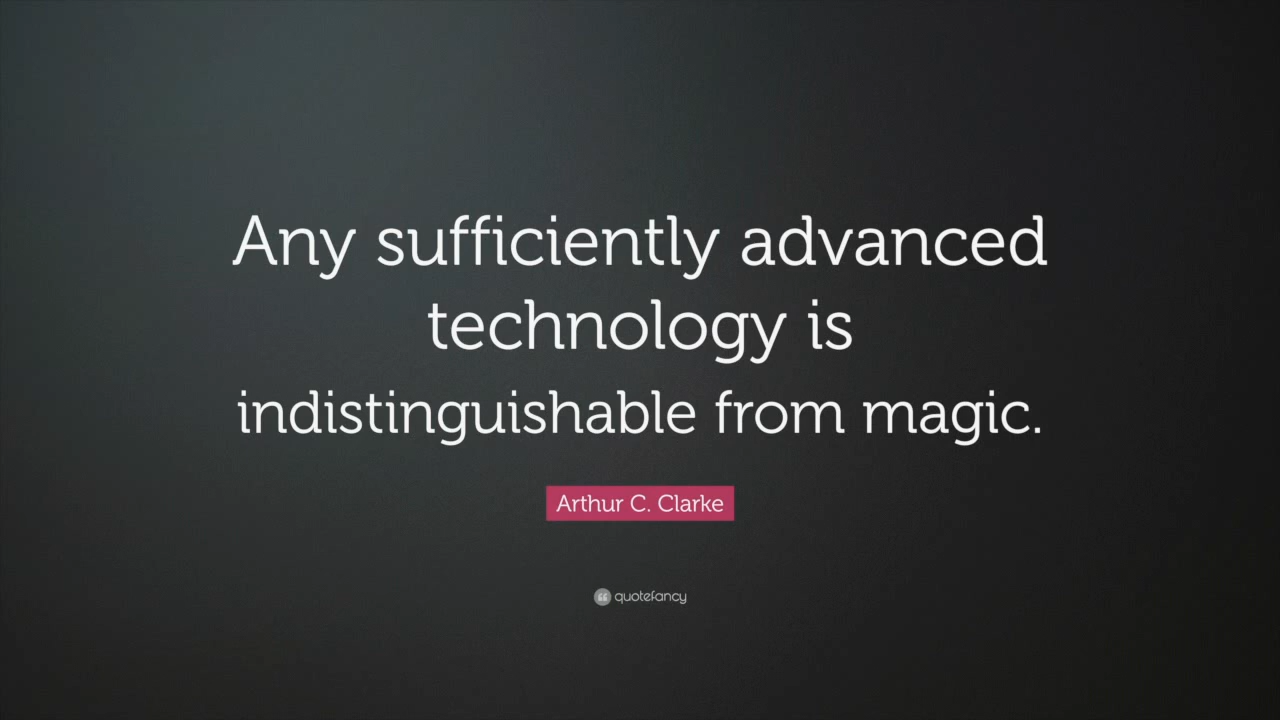 Any sufficiently advanced
technology is
indistinguishable from magic.
Arthur C. Clarke
quotefancy